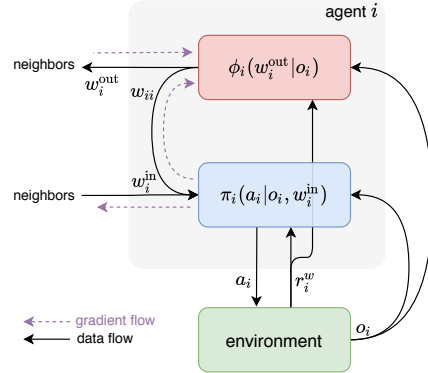 agent i
neighbors
w_i^out
ϕ_i(w_i^out|o_i)
w_ii
w_i^in
neighbors
π_i(a_i|o_i, w_i^in)
a_i
r_i^w
gradient flow
data flow
environment
o_i